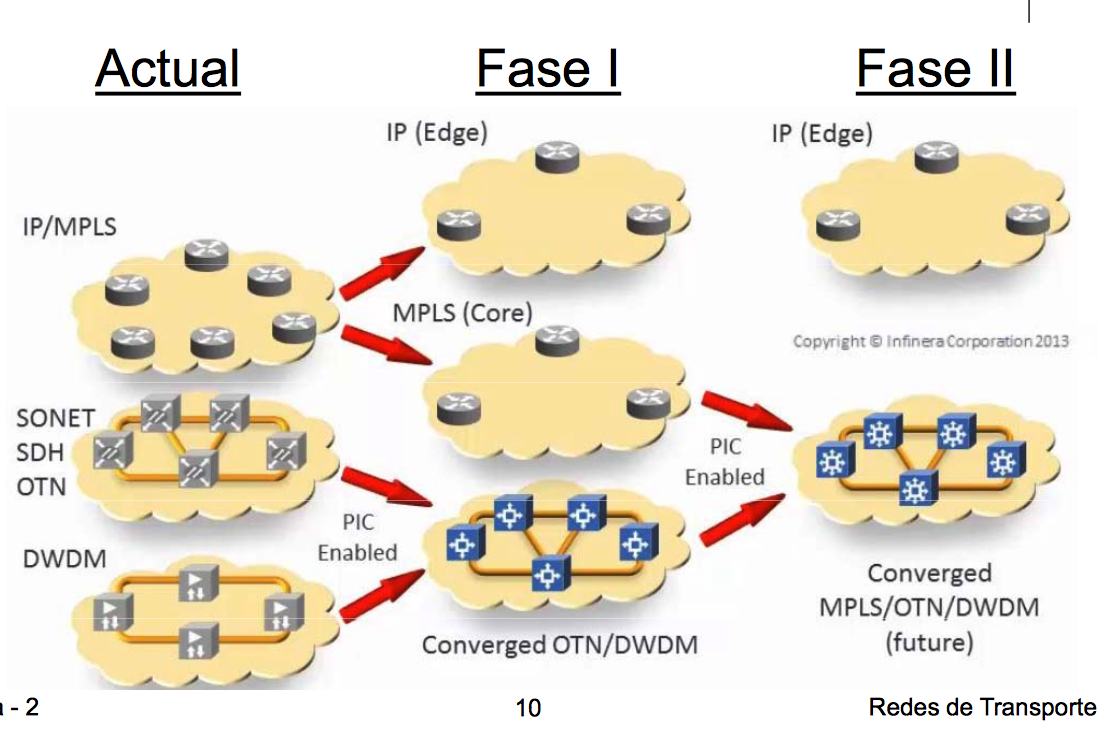 Actual
Fase I
Fase II
IP (Edge)
IP (Edge)
IP/MPLS
MPLS (Core)
Copyright © Infinera Corporation 2013
SONET
SDH
OTN
PIC
Enabled
PIC
Enabled
DWDM
Converged OTN/DWDM
Converged
MPLS/OTN/DWDM
(future)
- 2
10
Redes de Transporte